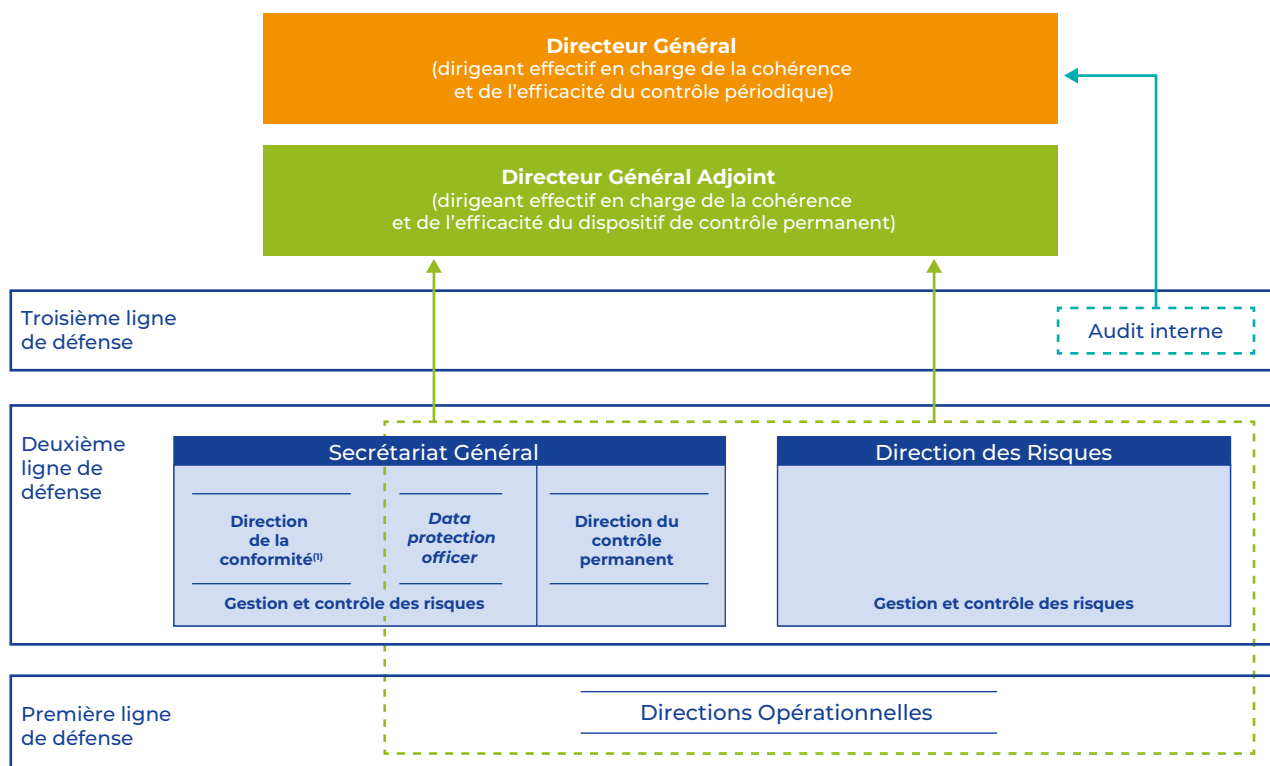 Directeur Général
(dirigeant effectif en charge de la cohérence
et de l'efficacité du contrôle périodique)
Directeur Général Adjoint
(dirigeant effectif en charge de la cohérence
et de l'efficacité du dispositif de contrôle permanent)
Troisième ligne
de défense
Audit interne
Deuxième
ligne de
défense
Secrétariat Général
Direction
de la
conformité(1)
Data
protection
officer
Direction du
contrôle
permanent
Gestion et contrôle des risques
Direction des Risques
Gestion et contrôle des risques
Première ligne
de défense
Directions Opérationnelles